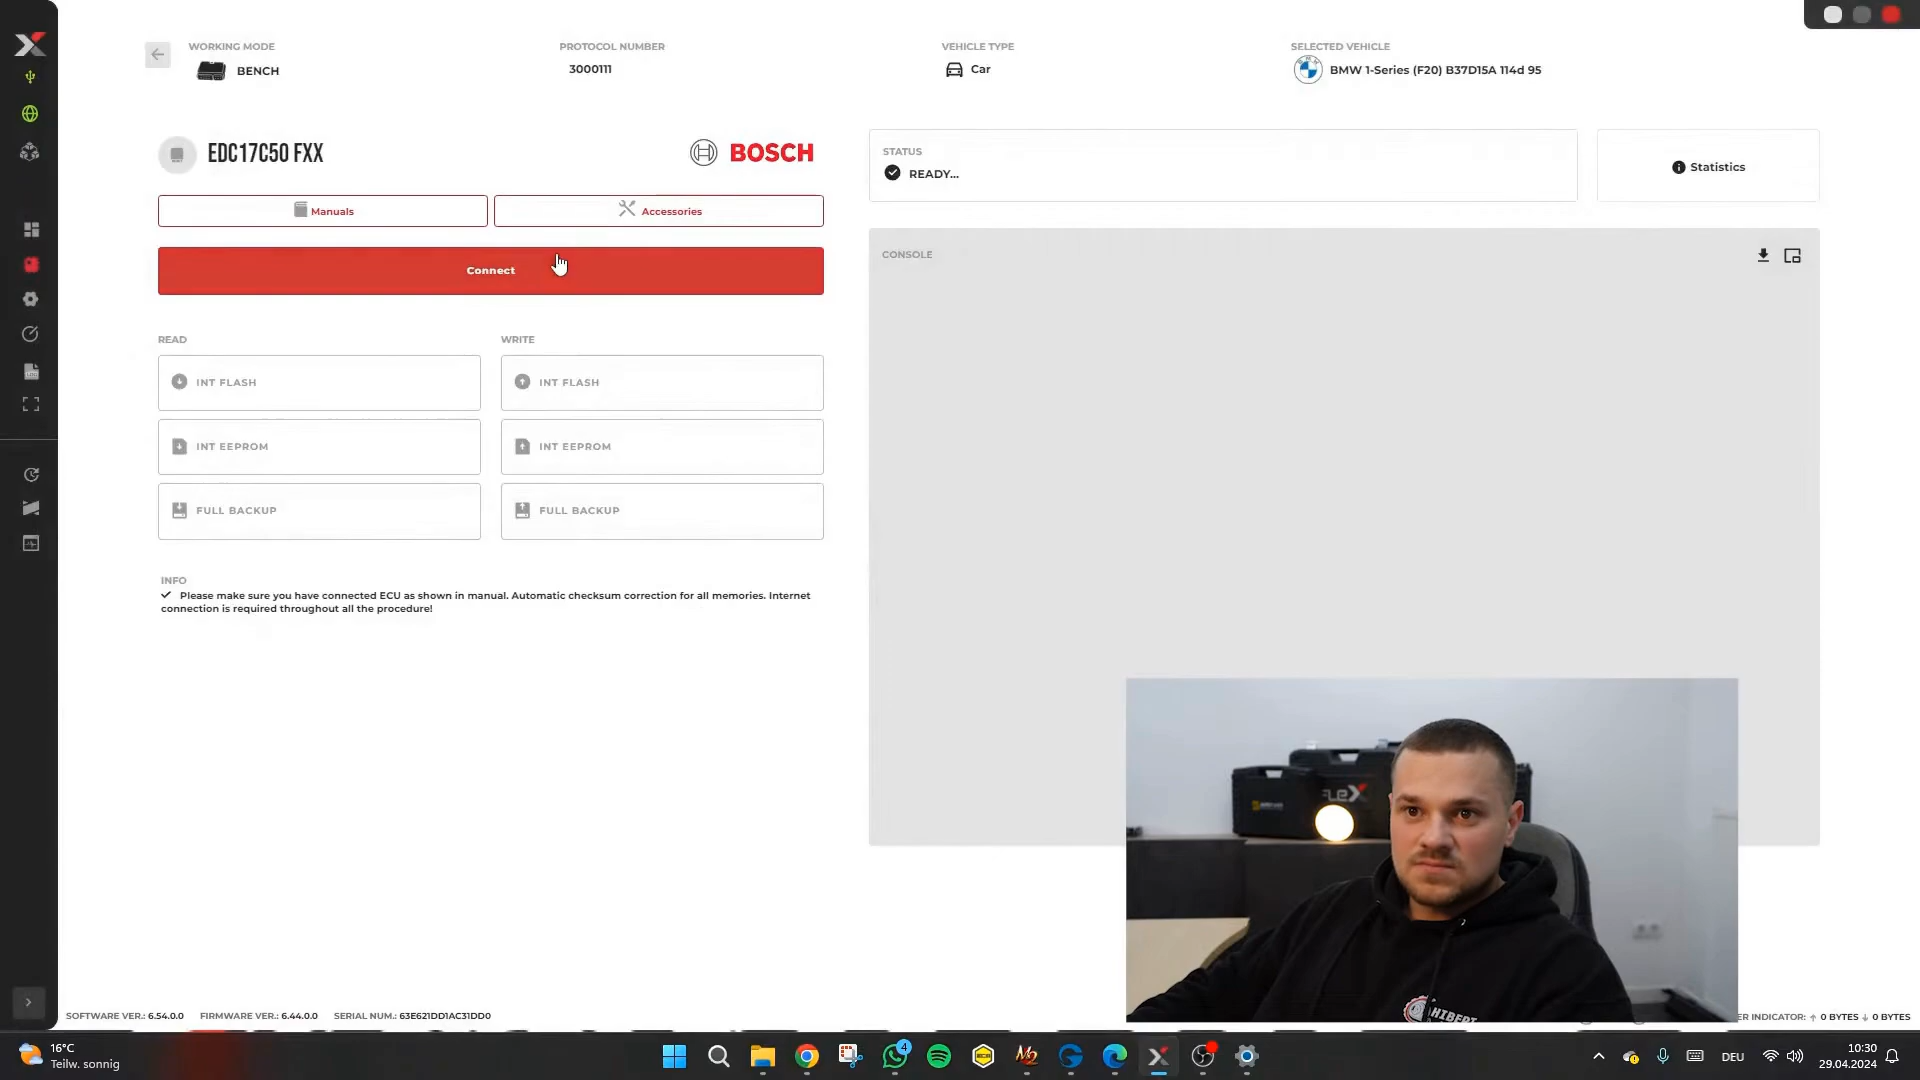 WORKING MODE
BENCH
PROTOCOL NUMBER
3000111
VEHICLE TYPE
Car
SELECTED VEHICLE
BMW 1-Series (F20) B37D15A 114d 95
EDC17C50 FXX
BOSCH
Manuals
Accessories
Connect
READ
WRITE
INT FLASH
INT FLASH
INT EEPROM
INT EEPROM
FULL BACKUP
FULL BACKUP
INFO
Please make sure you have connected ECU as shown in manual. Automatic checksum correction for all memories. Internet
connection is required throughout all the procedure!
STATUS
READY...
Statistics
CONSOLE
FLEX
SOFTWARE VER.: 6.54.0.0
FIRMWARE VER.: 6.44.0.0
SERIAL NUM.: 63E621DD1AC31DD0
ER INDICATOR: 0 BYTES 0 BYTES
16°C
Teilw. sonnig
4
DEU
10:30
29.04.2024